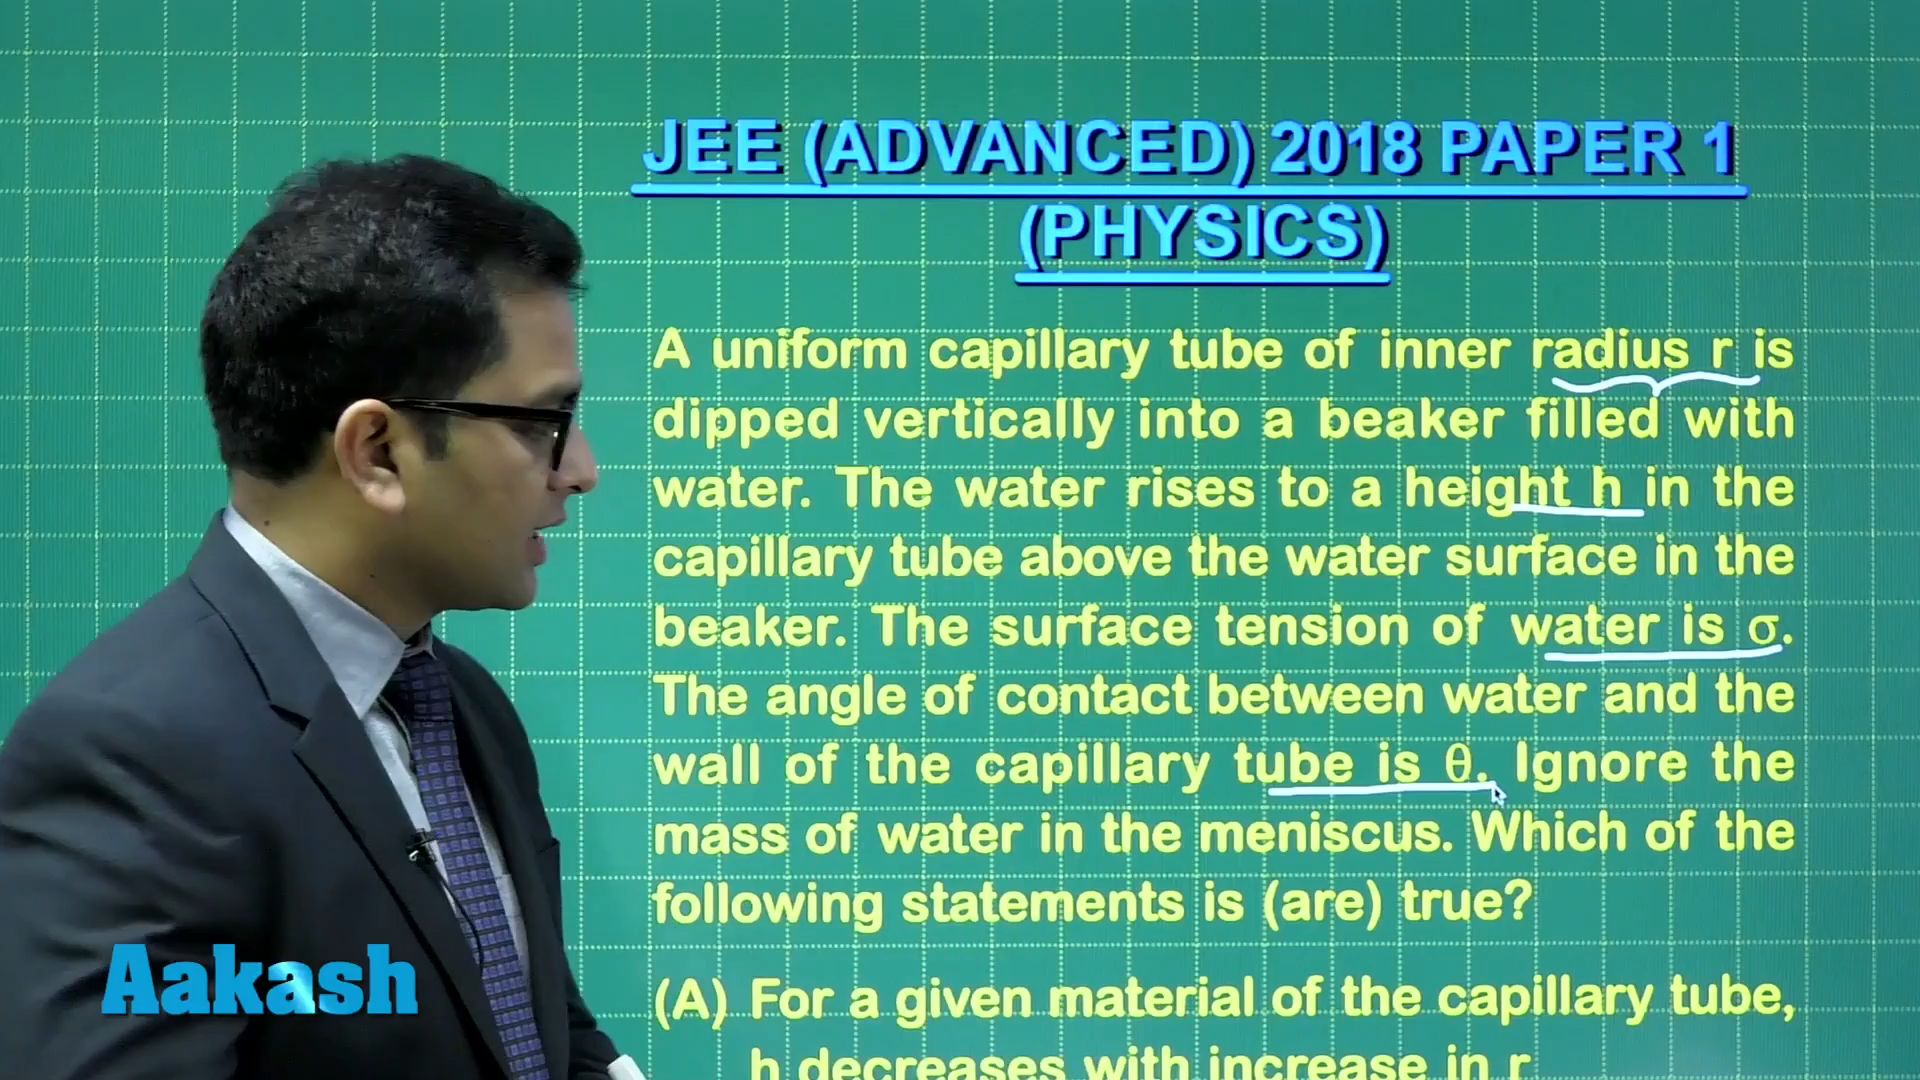 JEE (ADVANCED) 2018 PAPER 1
(PHYSICS)
A uniform capillary tube of inner radius r is
dipped vertically into a beaker filled with
water. The water rises to a height h in the
capillary tube above the water surface in the
beaker. The surface tension of water is σ.
The angle of contact between water and the
wall of the capillary tube is θ. Ignore the
mass of water in the meniscus. Which of the
following statements is (are) true?
(A) For a given material of the capillary tube,
h decreases with increase in r
Aakash